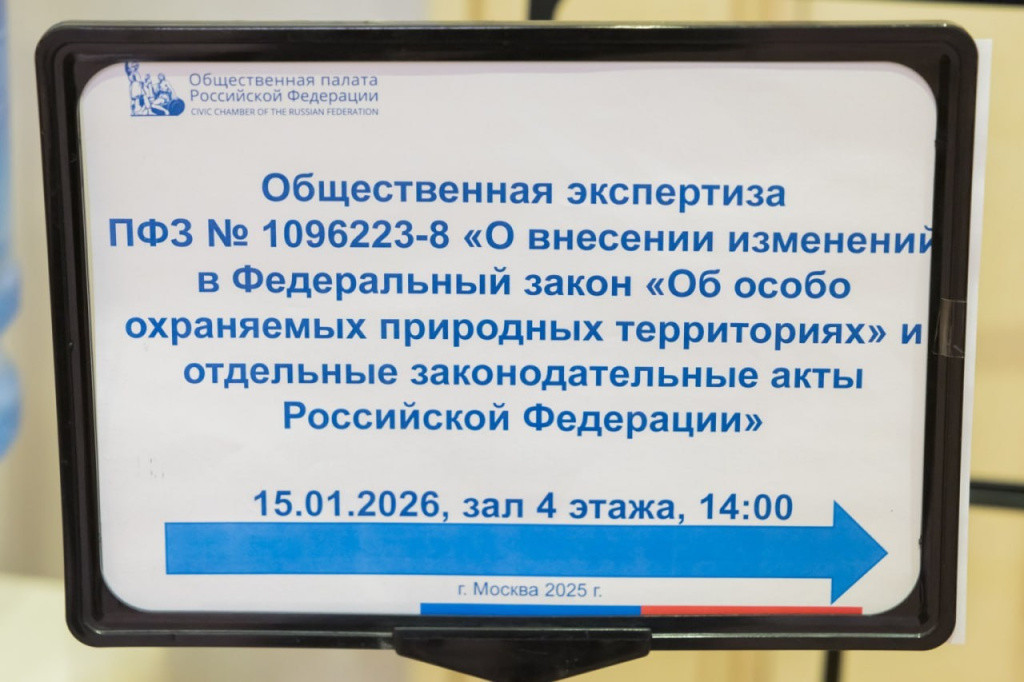 Общественная палата
Российской Федерации
CIVIC CHAMBER OF THE RUSSIAN FEDERATION
Общественная экспертиза
ПФЗ № 1096223-8 «О внесении изменений
в Федеральный закон «Об особо
охраняемых природных территориях» и
отдельные законодательные акты
Российской Федерации»
15.01.2026, зал 4 этажа, 14:00
г. Москва 2025 г.